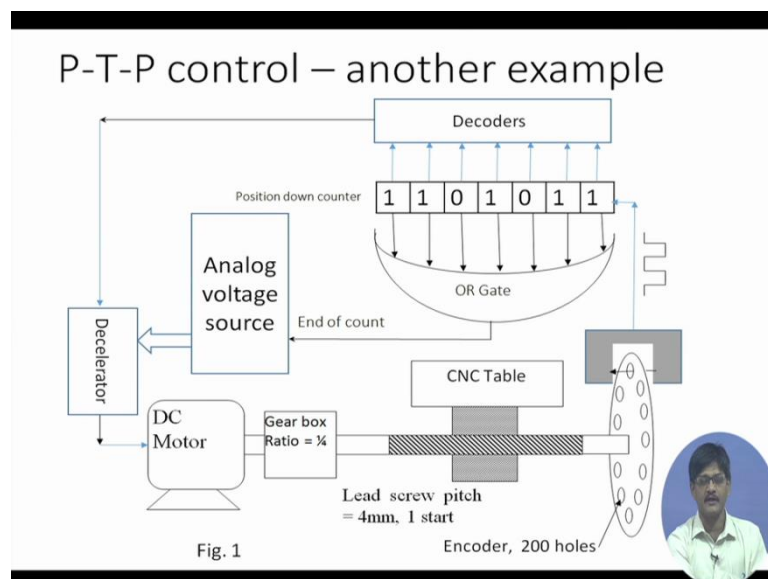 P-T-P control – another example
Decoders
Position down counter
1 1 0 1 0 1 1
Analog
voltage
source
OR Gate
End of count
Decelerator
CNC Table
DC
Motor
Gear box
Ratio = ¼
Lead screw pitch
= 4mm, 1 start
Fig. 1
Encoder, 200 holes